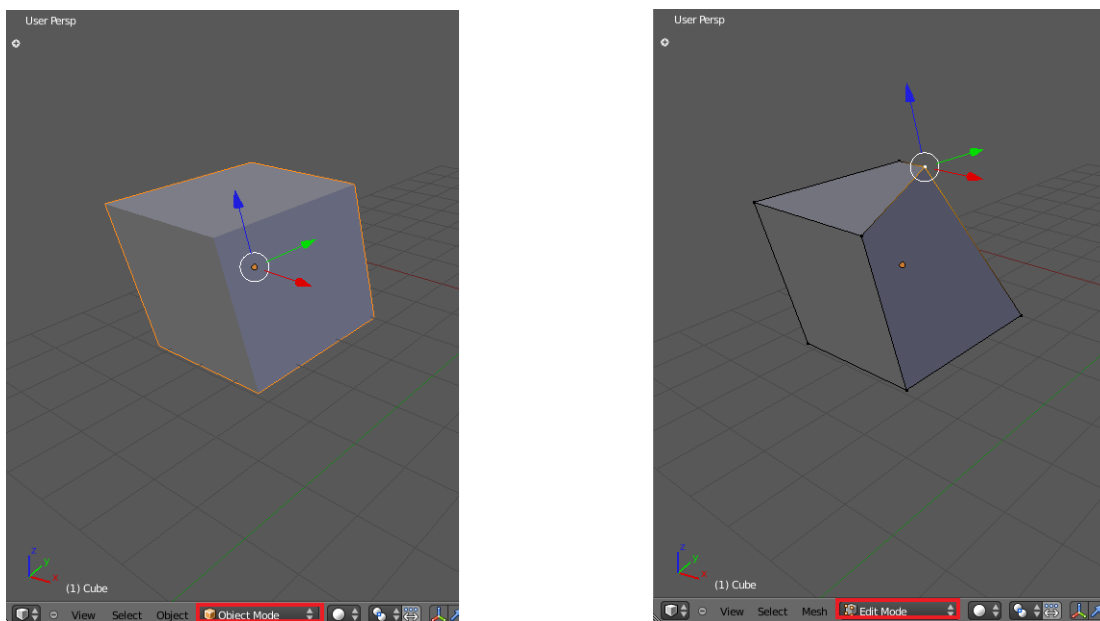 User Persp
z
y
x
(1) Cube
View Select Object Object Mode
User Persp
z
y
x
(1) Cube
View Select Mesh Edit Mode